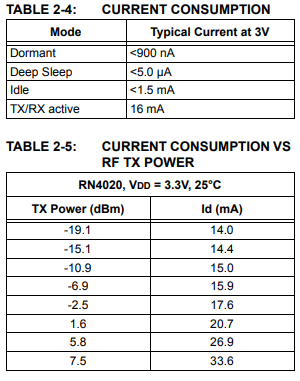 TABLE 2-4: CURRENT CONSUMPTION
Mode Typical Current at 3V
Dormant <900 nA
Deep Sleep <5.0 µA
Idle <1.5 mA
TX/RX active 16 mA
TABLE 2-5: CURRENT CONSUMPTION VS
RF TX POWER
RN4020, VDD = 3.3V, 25°C
TX Power (dBm) Id (mA)
-19.1 14.0
-15.1 14.4
-10.9 15.0
-6.9 15.9
-2.5 17.6
1.6 20.7
5.8 26.9
7.5 33.6